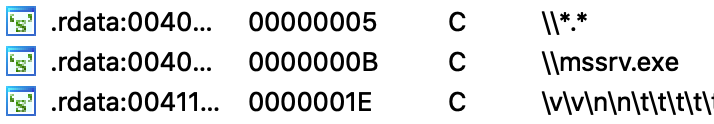 's' .rdata:0040... 00000005 C \\*.*
's' .rdata:0040... 0000000B C \\mssrv.exe
's' .rdata:00411... 0000001E C \v\v\n\n\t\t\t\t\t